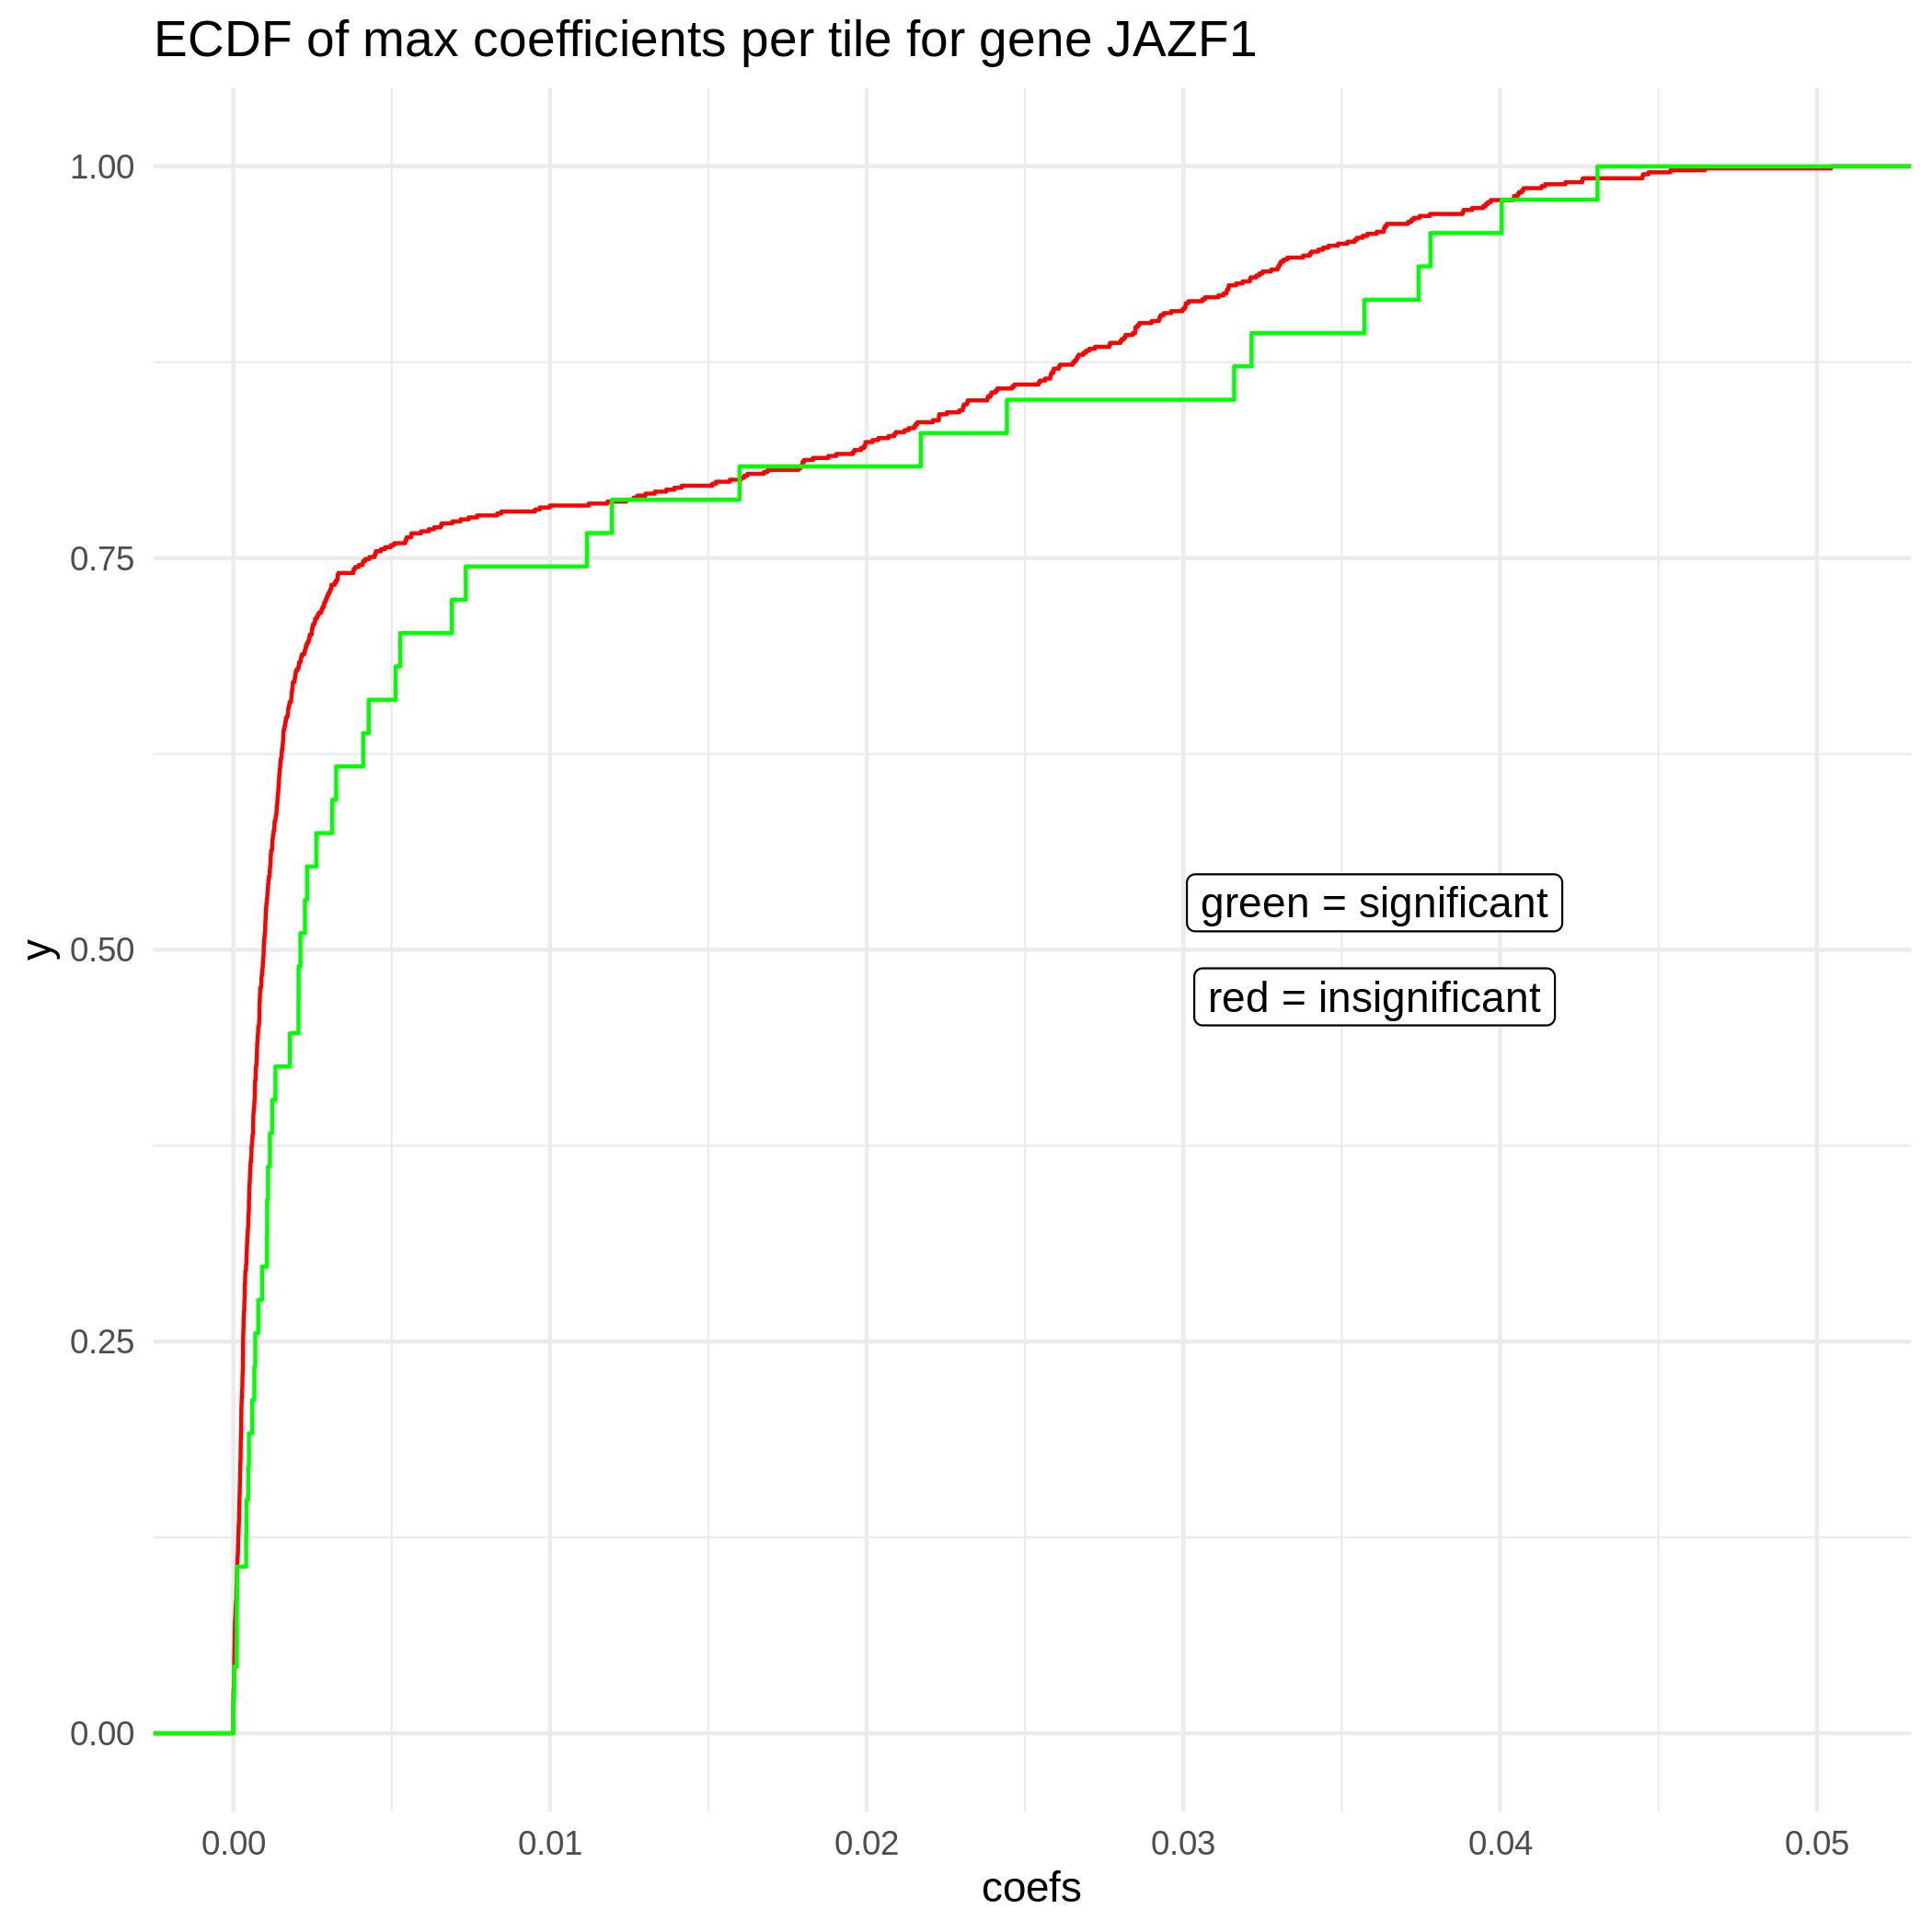 ECDF of max coefficients per tile for gene JAZF1
1.00
0.75
0.50
0.25
0.00
y
green = significant
red = insignificant
0.00 0.01 0.02 0.03 0.04 0.05
coefs